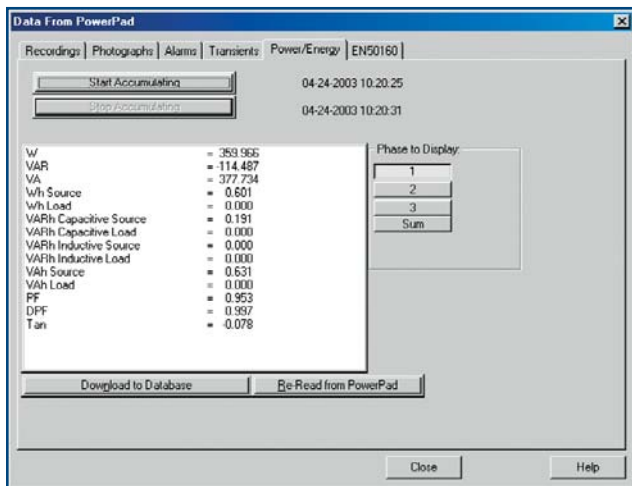 Data From PowerPad
Recordings Photographs Alarms Transients Power/Energy EN50160
Start Accumulating 04-24-2003 10:20:25
Stop Accumulating 04-24-2003 10:20:31
W = 359.966
VAR = -114.487
VA = 377.734
Wh Source = 0.601
Wh Load = 0.000
VARh Capacitive Source = 0.191
VARh Capacitive Load = 0.000
VARh Inductive Source = 0.000
VARh Inductive Load = 0.000
VAh Source = 0.631
VAh Load = 0.000
PF = 0.953
DPF = 0.997
Tan = -0.078
Phase to Display:
1
2
3
Sum
Download to Database Re-Read from PowerPad
Close Help